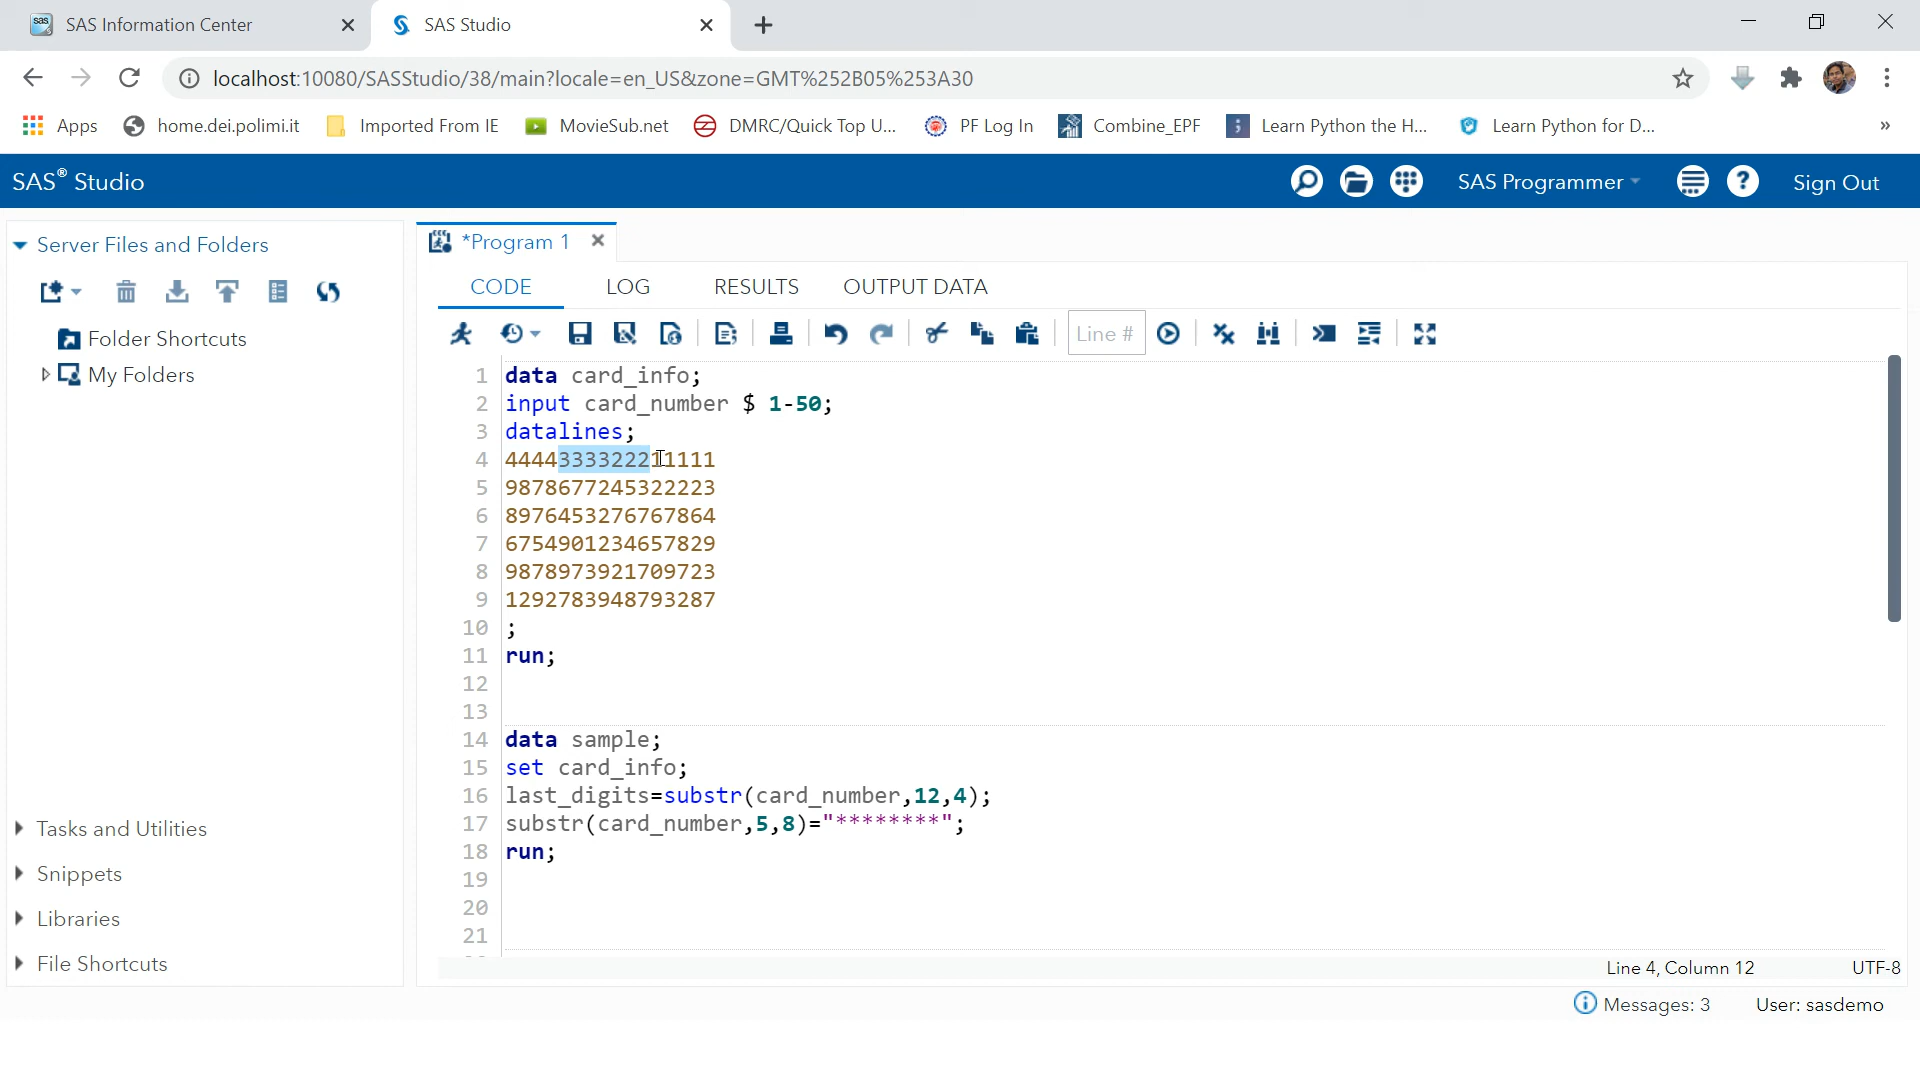 SAS Information Center
SAS Studio
localhost:10080/SASStudio/38/main?locale=en_US&zone=GMT%252B05%253A30
Apps
home.dei.polimi.it
Imported From IE
MovieSub.net
DMRC/Quick Top U...
PF Log In
Combine_EPF
Learn Python the H...
Learn Python for D...
»
SAS® Studio
SAS Programmer
Sign Out
Server Files and Folders
Folder Shortcuts
My Folders
Tasks and Utilities
Snippets
Libraries
File Shortcuts
*Program 1
CODE LOG RESULTS OUTPUT DATA
Line #
1 data card_info;
2 input card_number $ 1-50;
3 datalines;
4 4444333322211111
5 9878677245322223
6 8976453276767864
7 6754901234657829
8 9878973921709723
9 1292783948793287
10 ;
11 run;
12
13
14 data sample;
15 set card_info;
16 last_digits=substr(card_number,12,4);
17 substr(card_number,5,8)="********";
18 run;
19
20
21
Line 4, Column 12
UTF-8
Messages: 3
User: sasdemo